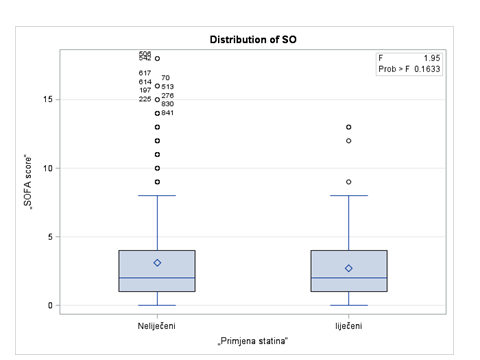 Distribution of SO
F 1.95
Prob > F 0.1633
506
542
617
614
197
225
70
513
276
830
841
15
10
5
0
„SOFA score“
Neliječeni
liječeni
„Primjena statina“